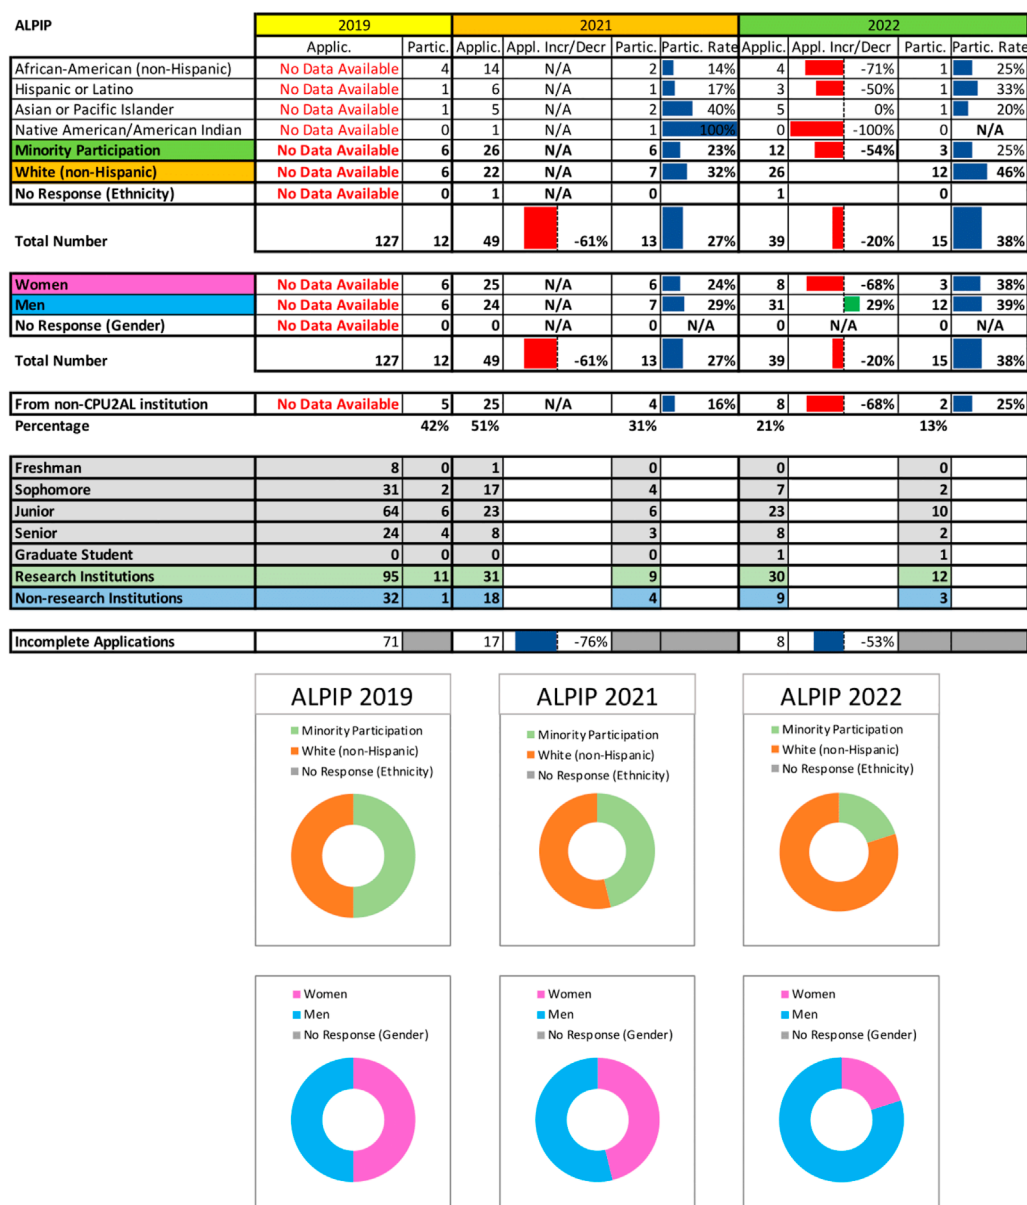 ALPIP 2019 2021 2022
Applic. Partic. Applic. Appl. Incr/Decr Partic. Partic. Rate Applic. Appl. Incr/Decr Partic. Partic. Rate
African-American (non-Hispanic) No Data Available 4 14 N/A 2 14% 4 -71% 1 25%
Hispanic or Latino No Data Available 1 6 N/A 1 17% 3 -50% 1 33%
Asian or Pacific Islander No Data Available 1 5 N/A 2 40% 5 0% 1 20%
Native American/American Indian No Data Available 0 1 N/A 1 100% 0 -100% 0 N/A
Minority Participation No Data Available 6 26 N/A 6 23% 12 -54% 3 25%
White (non-Hispanic) No Data Available 6 22 N/A 7 32% 26 12 46%
No Response (Ethnicity) No Data Available 0 1 N/A 0 1 0
Total Number 127 12 49 -61% 13 27% 39 -20% 15 38%
Women No Data Available 6 25 N/A 6 24% 8 -68% 3 38%
Men No Data Available 6 24 N/A 7 29% 31 29% 12 39%
No Response (Gender) No Data Available 0 0 N/A 0 N/A 0 N/A 0 N/A
Total Number 127 12 49 -61% 13 27% 39 -20% 15 38%
From non-CPU2AL institution No Data Available 5 25 N/A 4 16% 8 -68% 2 25%
Percentage 42% 51% 31% 21% 13%
Freshman 8 0 1 0 0 0
Sophomore 31 2 17 4 7 2
Junior 64 6 23 6 23 10
Senior 24 4 8 3 8 2
Graduate Student 0 0 0 0 1 1
Research Institutions 95 11 31 9 30 12
Non-research Institutions 32 1 18 4 9 3
Incomplete Applications 71 17 -76% 8 -53%
ALPIP 2019
Minority Participation
White (non-Hispanic)
No Response (Ethnicity)
ALPIP 2021
Minority Participation
White (non-Hispanic)
No Response (Ethnicity)
ALPIP 2022
Minority Participation
White (non-Hispanic)
No Response (Ethnicity)
Women
Men
No Response (Gender)
Women
Men
No Response (Gender)
Women
Men
No Response (Gender)